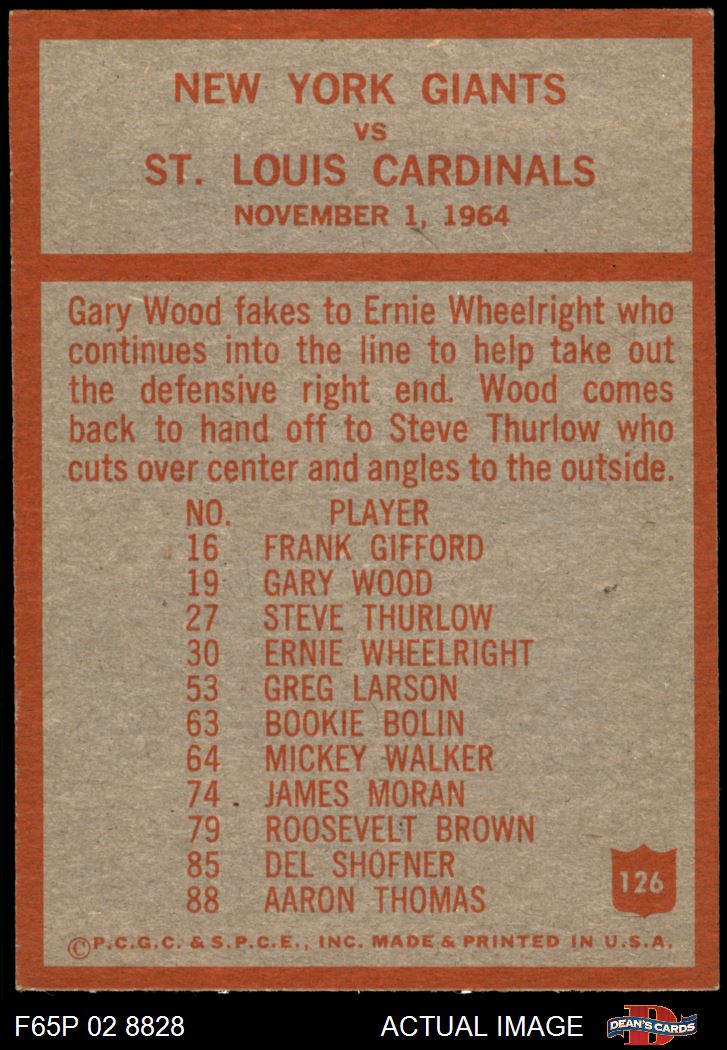 NEW YORK GIANTS
VS
ST. LOUIS CARDINALS
NOVEMBER 1, 1964
Gary Wood fakes to Ernie Wheelright who
continues into the line to help take out
the defensive right end. Wood comes
back to hand off to Steve Thurlow who
cuts over center and angles to the outside.
NO. PLAYER
16 FRANK GIFFORD
19 GARY WOOD
27 STEVE THURLOW
30 ERNIE WHEELRIGHT
53 GREG LARSON
63 BOOKIE BOLIN
64 MICKEY WALKER
74 JAMES MORAN
79 ROOSEVELT BROWN
85 DEL SHOFNER
88 AARON THOMAS
126
©P.C.G.C. & S.P.C.E., INC. MADE & PRINTED IN U.S.A.
F65P 02 8828 ACTUAL IMAGE D DEAN'S CARDS